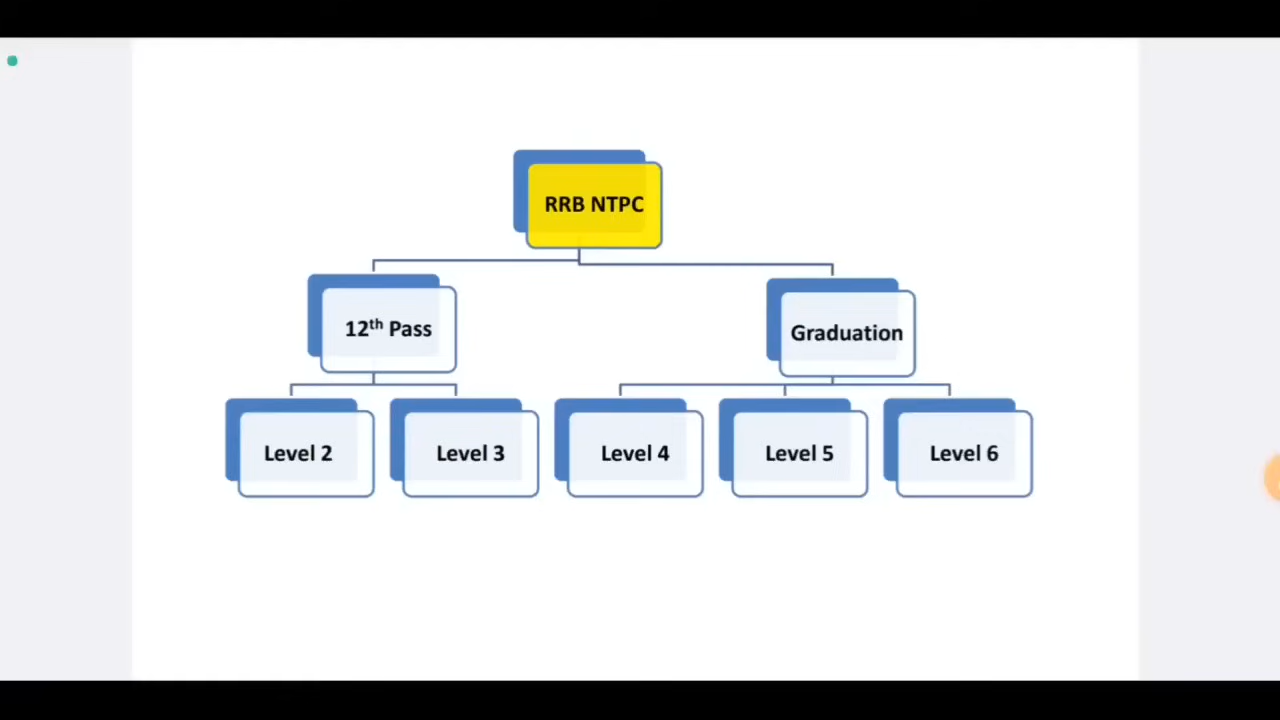 RRB NTPC
12th Pass
Graduation
Level 2
Level 3
Level 4
Level 5
Level 6